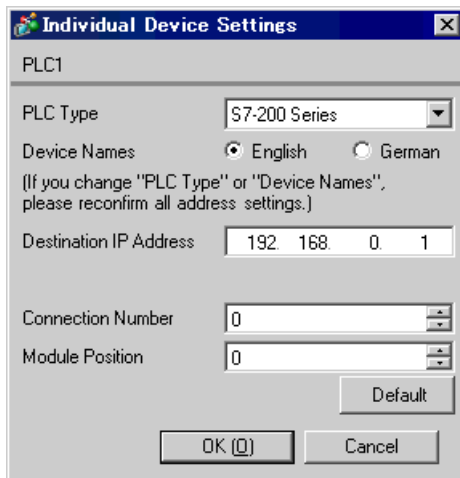 Individual Device Settings
PLC1
PLC Type S7-200 Series
Device Names English German
(If you change "PLC Type" or "Device Names",
please reconfirm all address settings.)
Destination IP Address 192. 168. 0. 1
Connection Number 0
Module Position 0
Default
OK (O) Cancel